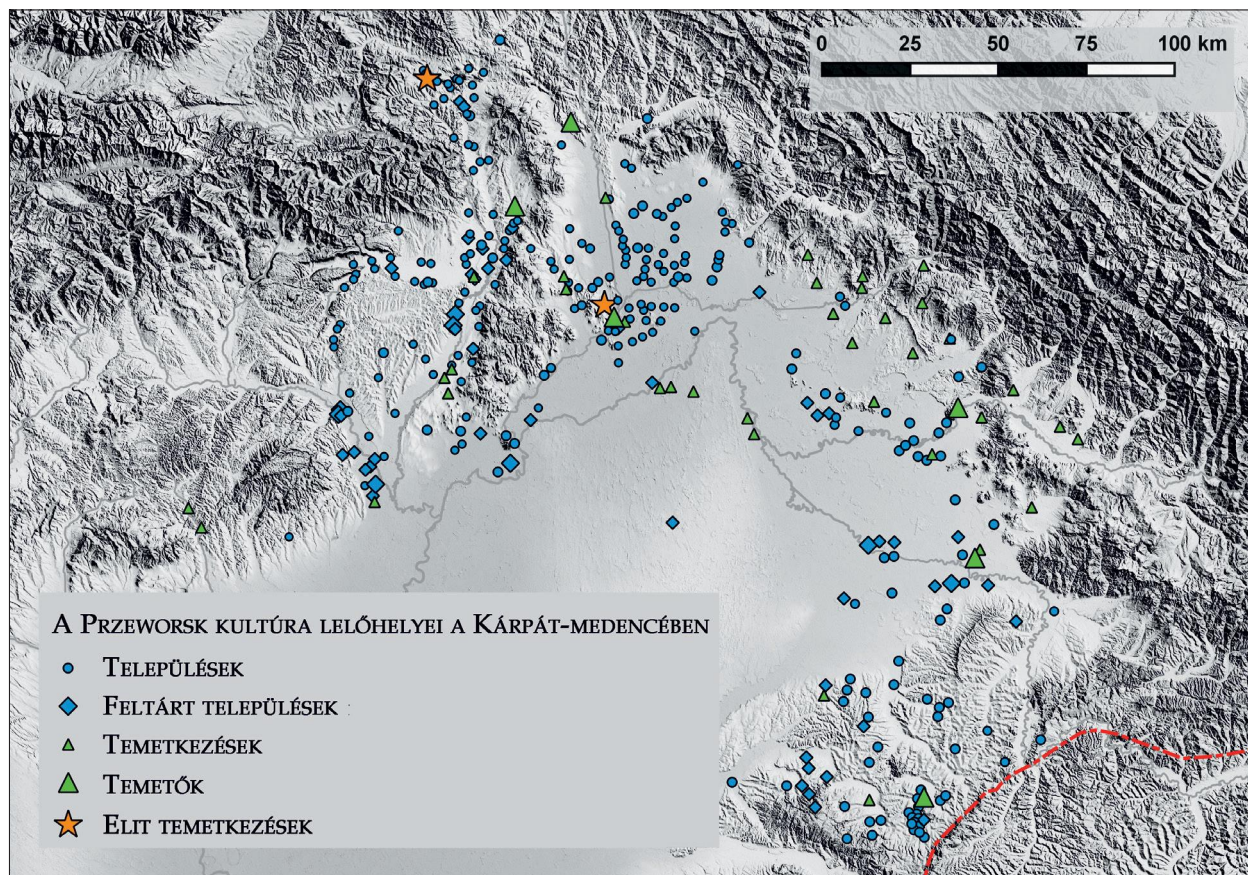 0 25 50 75 100 km
A Przeworsk kultúra lelőhelyei a Kárpát-medencében
Települések
Feltárt települések
Temetkezések
Temetők
Elit temetkezések